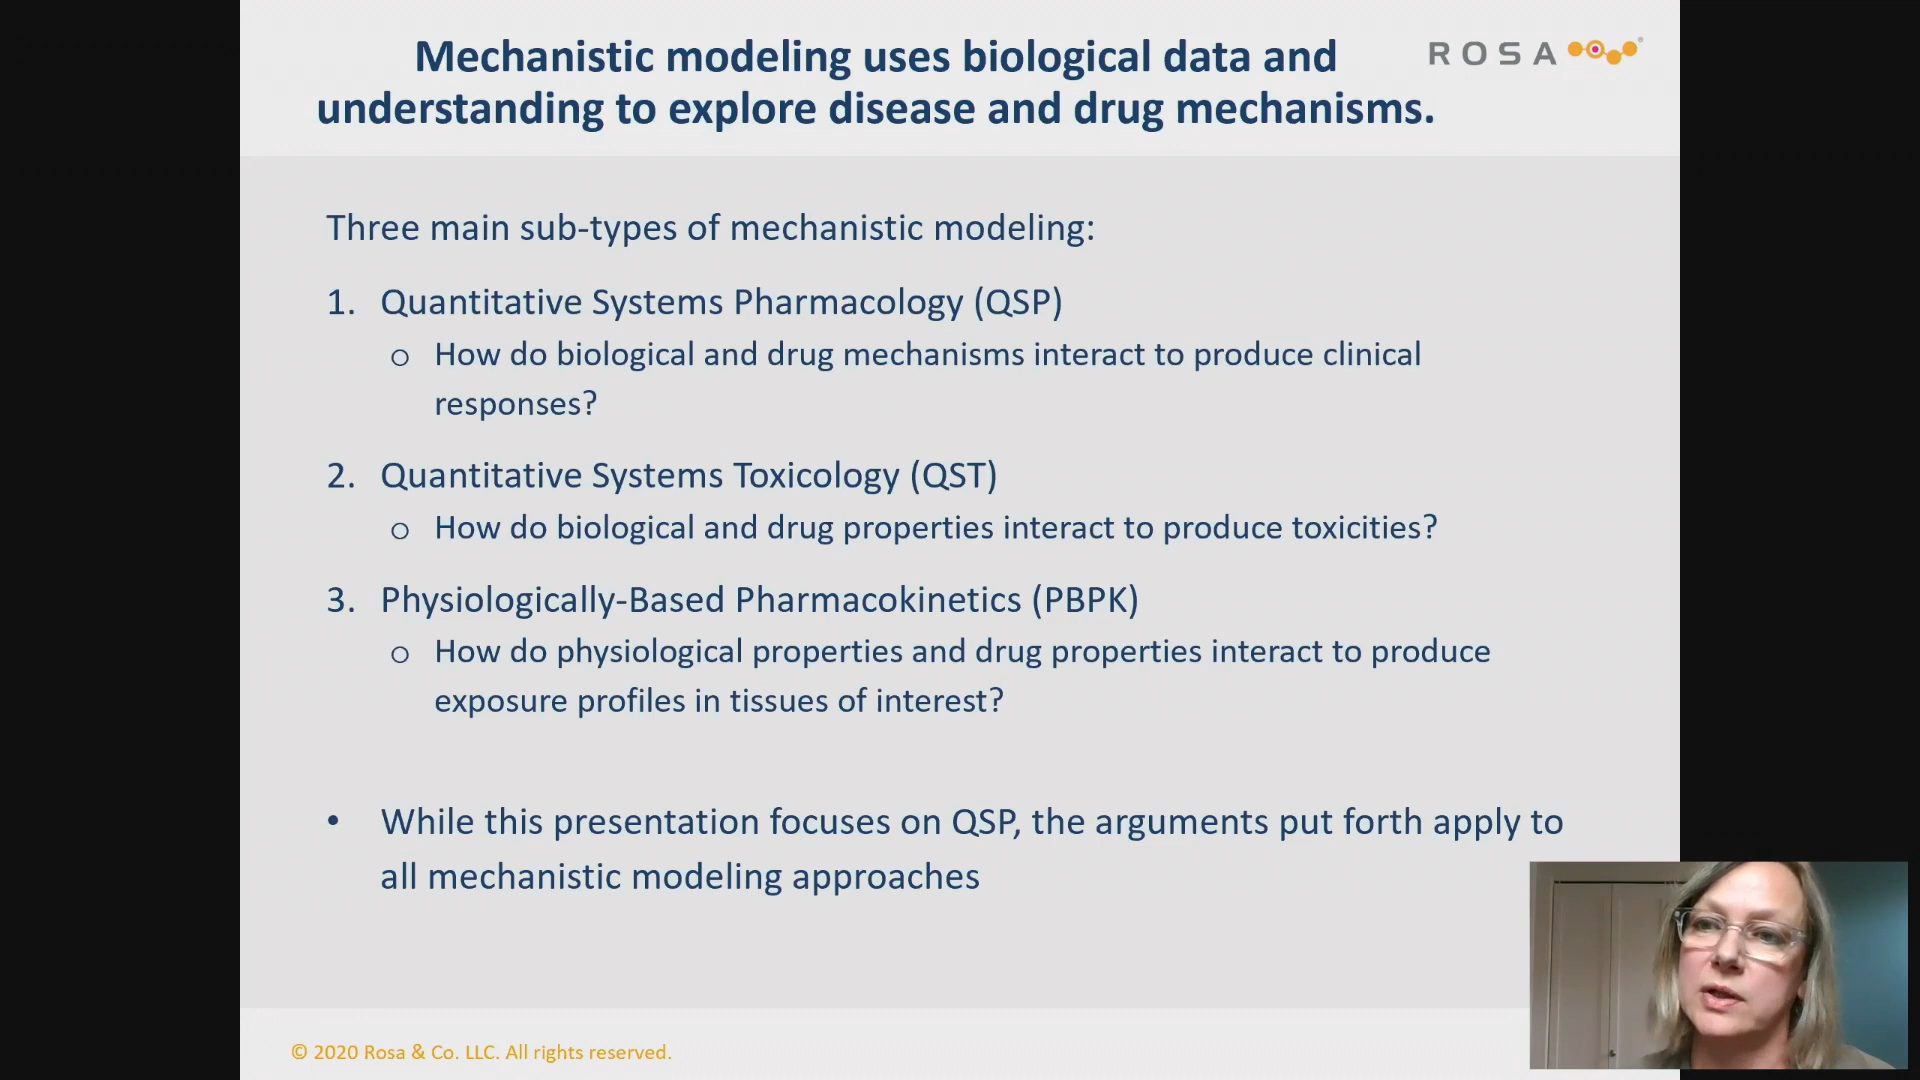 Mechanistic modeling uses biological data and
understanding to explore disease and drug mechanisms.
ROSA
Three main sub-types of mechanistic modeling:
1. Quantitative Systems Pharmacology (QSP)
o How do biological and drug mechanisms interact to produce clinical
responses?
2. Quantitative Systems Toxicology (QST)
o How do biological and drug properties interact to produce toxicities?
3. Physiologically-Based Pharmacokinetics (PBPK)
o How do physiological properties and drug properties interact to produce
exposure profiles in tissues of interest?
• While this presentation focuses on QSP, the arguments put forth apply to
all mechanistic modeling approaches
© 2020 Rosa & Co. LLC. All rights reserved.